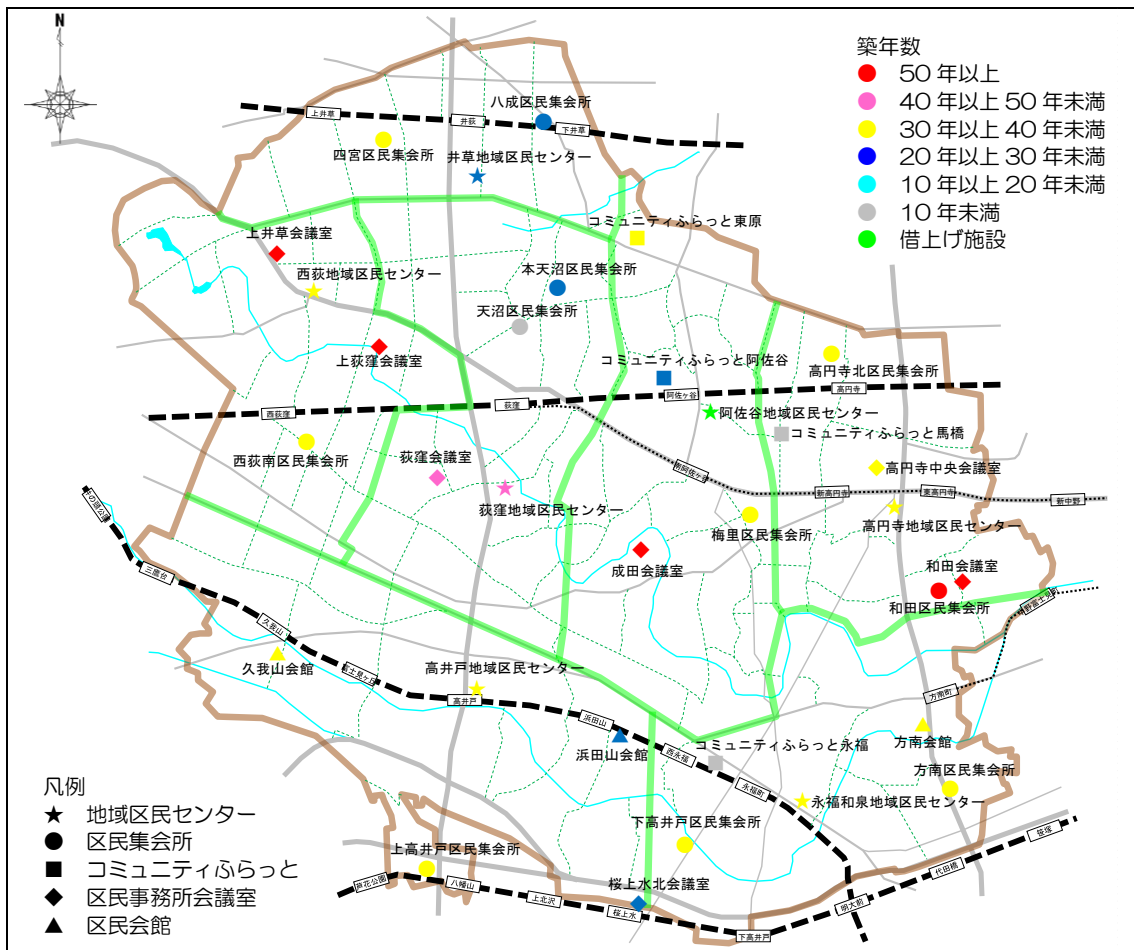 N
築年数
50年以上
40年以上50年未満
30年以上40年未満
20年以上30年未満
10年以上20年未満
10年未満
借上げ施設
八成区民集会所
上井草
井荻
下井草
四宮区民集会所
井草地域区民センター
コミュニティふらっと東原
上井草会議室
西荻地域区民センター
本天沼区民集会所
天沼区民集会所
上荻窪会議室
コミュニティふらっと阿佐谷
高円寺北区民集会所
西荻窪
荻窪
阿佐ヶ谷
高円寺
阿佐谷地域区民センター
コミュニティふらっと馬橋
西荻南区民集会所
荻窪会議室
南阿佐ヶ谷
高円寺中央会議室
荻窪地域区民センター
新高円寺
東高円寺
新中野
井の頭公園
梅里区民集会所
高円寺地域区民センター
成田会議室
和田会議室
三鷹台
和田区民集会所
中野富士見町
久我山
久我山会館
富士見ヶ丘
高井戸地域区民センター
高井戸
方南町
浜田山
浜田山会館
西永福
コミュニティふらっと永福
方南会館
方南区民集会所
永福町
永福和泉地域区民センター
下高井戸区民集会所
上高井戸区民集会所
笹塚
代田橋
芦花公園
八幡山
上北沢
桜上水北会議室
桜上水
明大前
下高井戸
凡例
地域区民センター
区民集会所
コミュニティふらっと
区民事務所会議室
区民会館